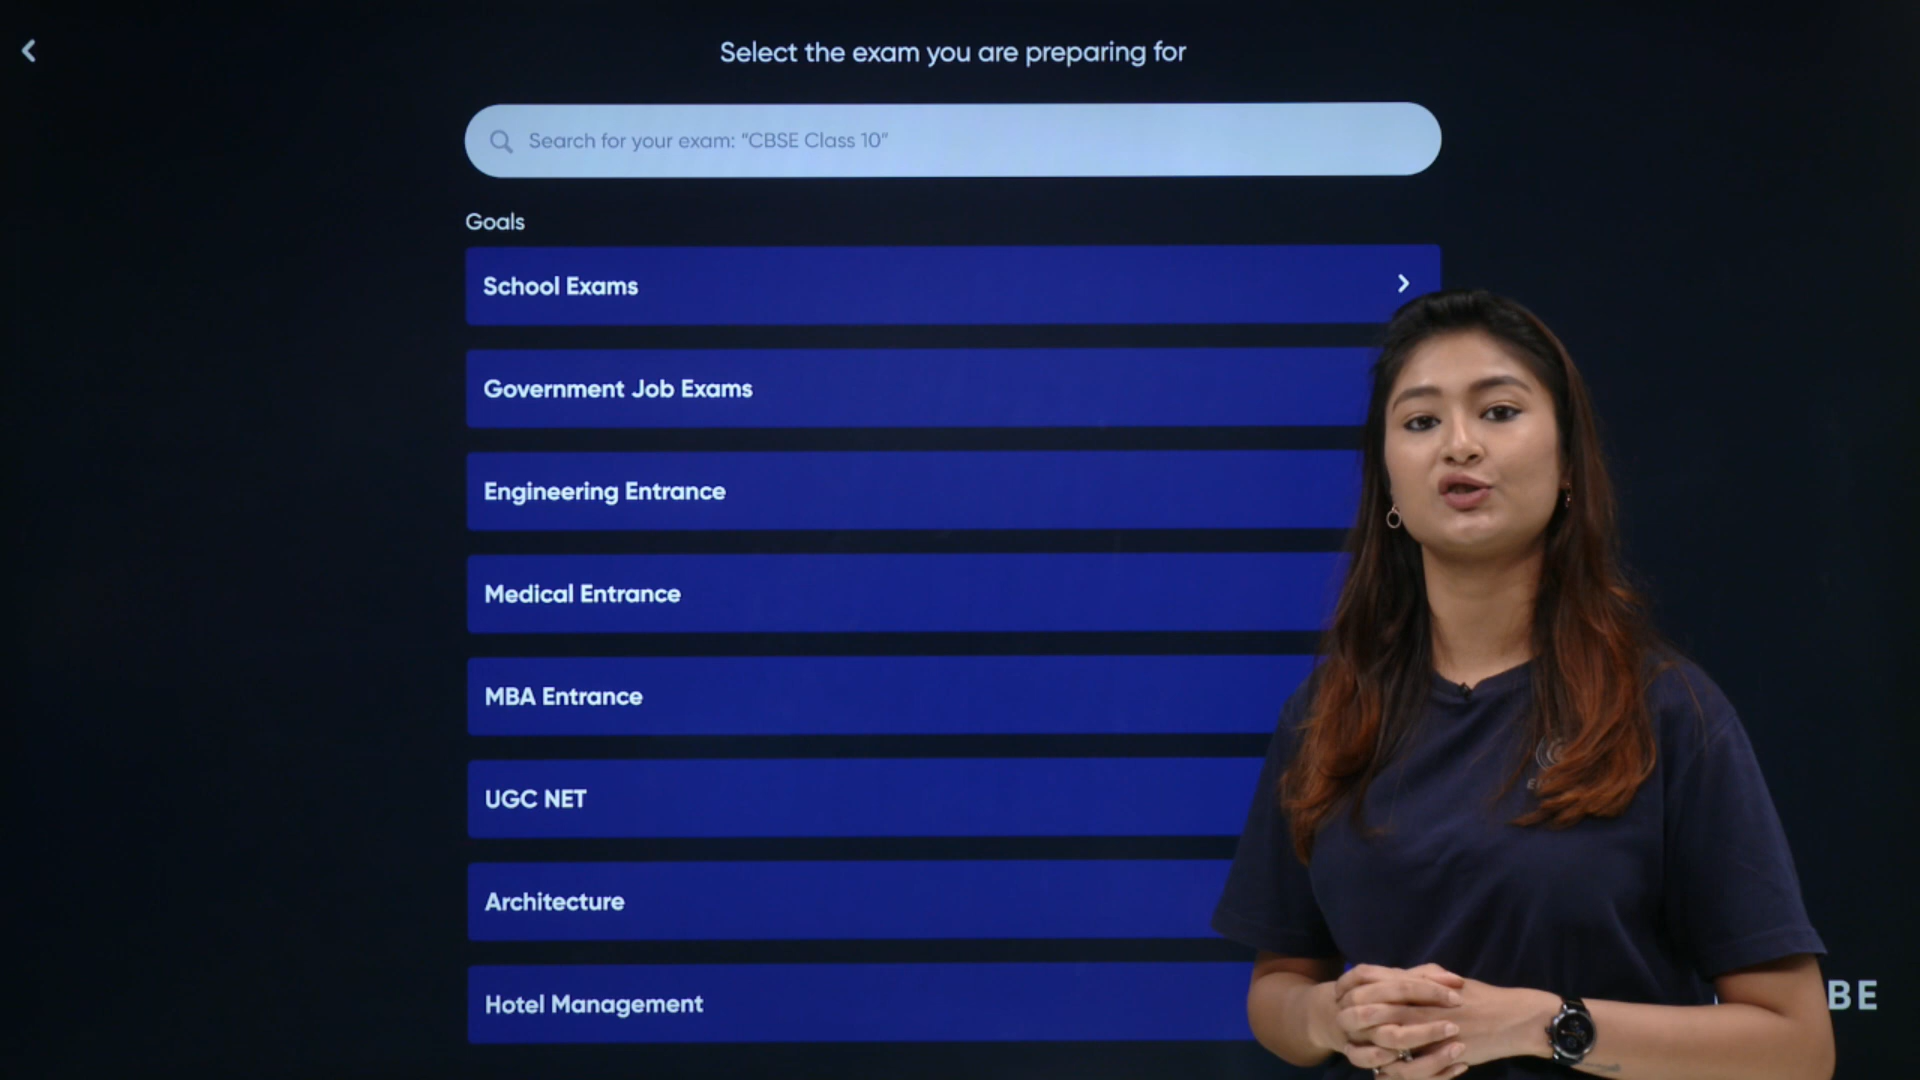 Select the exam you are preparing for
Search for your exam: “CBSE Class 10”
Goals
School Exams
Government Job Exams
Engineering Entrance
Medical Entrance
MBA Entrance
UGC NET
Architecture
Hotel Management
BE